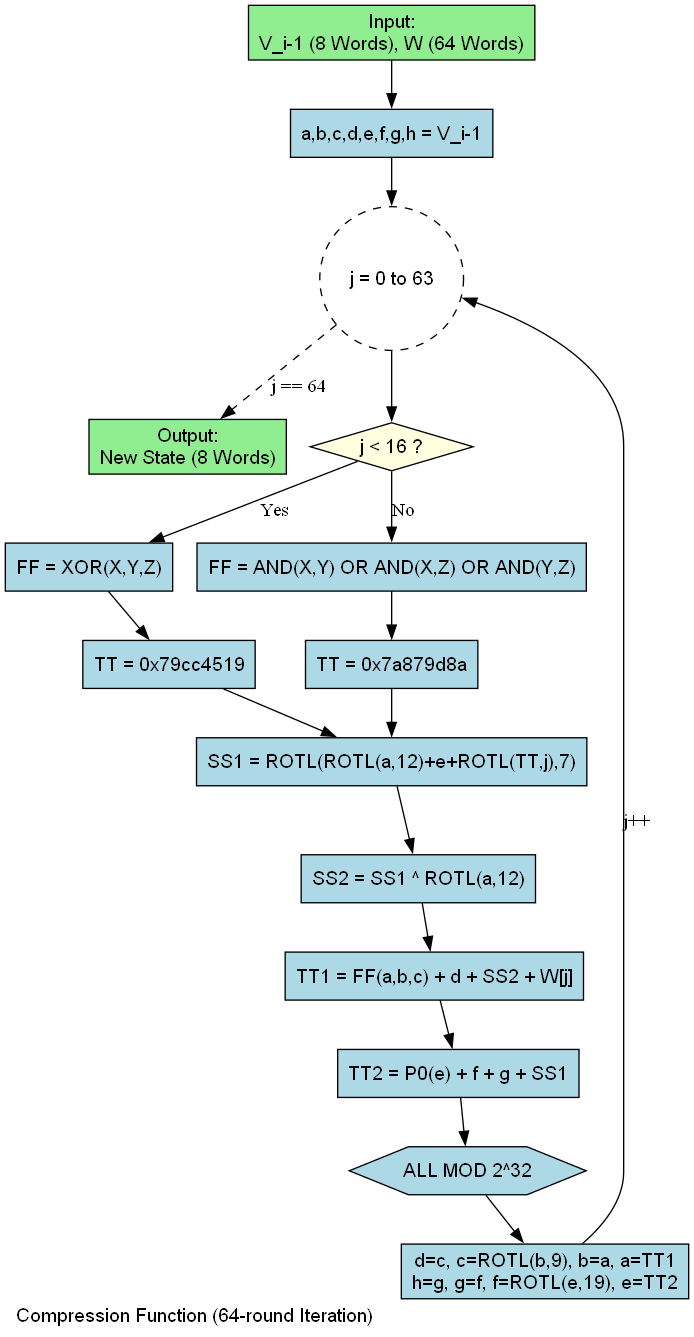 Input:
V_i-1 (8 Words), W (64 Words)
a,b,c,d,e,f,g,h = V_i-1
j = 0 to 63
j == 64
Output:
New State (8 Words)
j < 16 ?
Yes
No
FF = XOR(X,Y,Z)
FF = AND(X,Y) OR AND(X,Z) OR AND(Y,Z)
TT = 0x79cc4519
TT = 0x7a879d8a
SS1 = ROTL(ROTL(a,12)+e+ROTL(TT,j),7)
j++
SS2 = SS1 ^ ROTL(a,12)
TT1 = FF(a,b,c) + d + SS2 + W[j]
TT2 = P0(e) + f + g + SS1
ALL MOD 2^32
d=c, c=ROTL(b,9), b=a, a=TT1
h=g, g=f, f=ROTL(e,19), e=TT2
Compression Function (64-round Iteration)